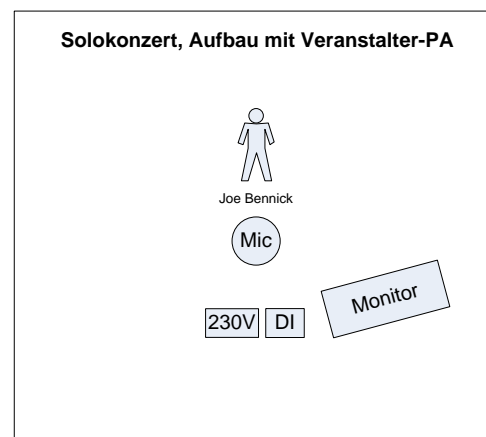 Solokonzert, Aufbau mit Veranstalter-PA
Joe Bennick
Mic
Monitor
230V DI